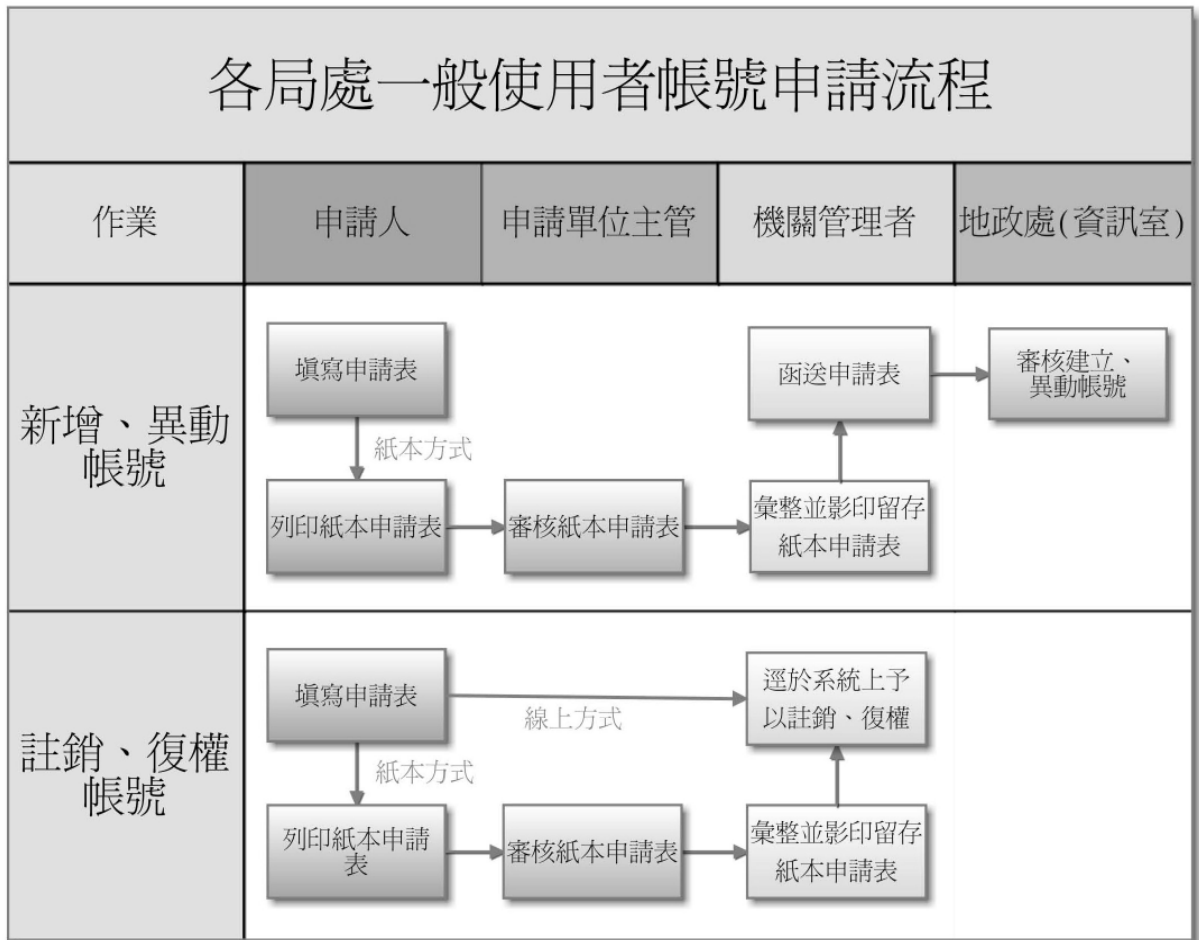 各局處一般使用者帳號申請流程
作業
申請人
申請單位主管
機關管理者
地政處(資訊室)
新增、異動
帳號
填寫申請表
紙本方式
列印紙本申請表
審核紙本申請表
彙整並影印留存
紙本申請表
函送申請表
審核建立、
異動帳號
註銷、復權
帳號
填寫申請表
線上方式
逕於系統上予
以註銷、復權
紙本方式
列印紙本申請
表
審核紙本申請表
彙整並影印留存
紙本申請表